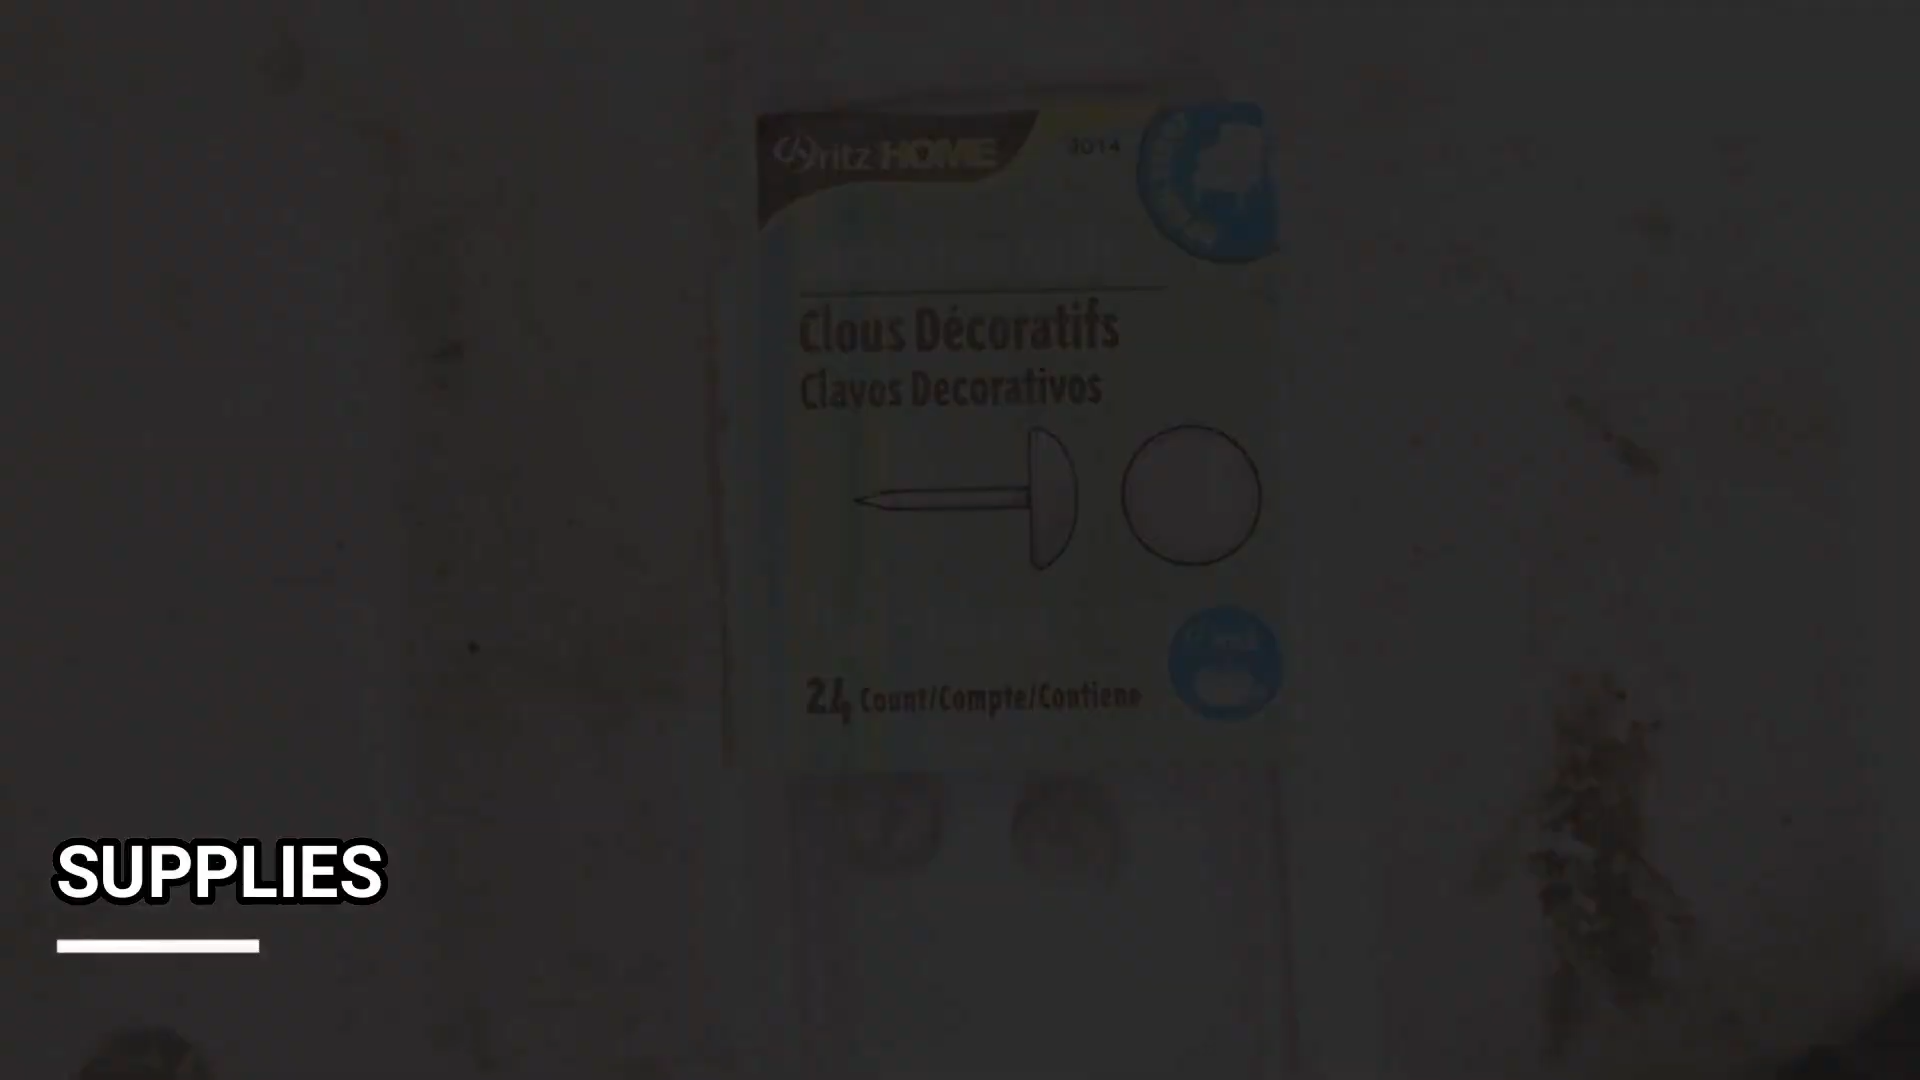 Dritz HOME
3014
Clous Décoratifs
Clavos Decorativos
24 Count/Compte/Contiene
SUPPLIES